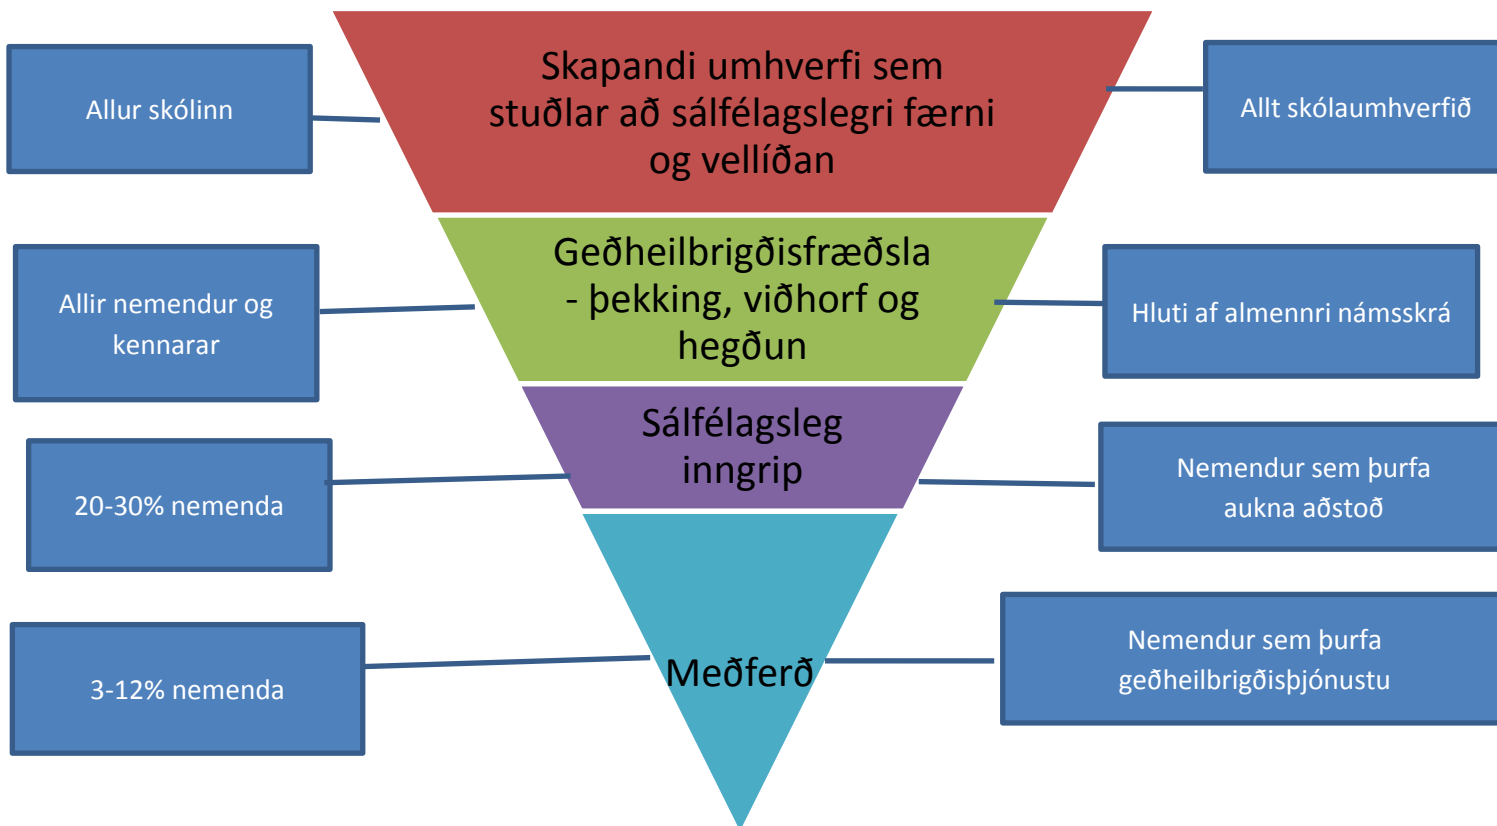 Allur skólinn
Skapandi umhverfi sem
stuðlar að sálfélagslegri færni
og vellíðan
Allt skólaumhverfið
Allir nemendur og
kennarar
Geðheilbrigðisfræðsla
- þekking, viðhorf og
hegðun
Hluti af almennri námsskrá
20-30% nemenda
Sálfélagsleg
inngrip
Nemendur sem þurfa
aukna aðstoð
3-12% nemenda
Meðferð
Nemendur sem þurfa
geðheilbrigðisþjónustu